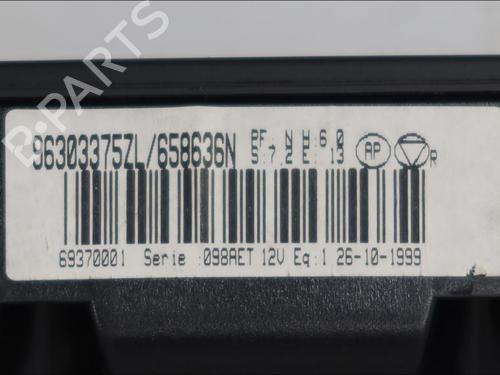 96303375ZL/658636N
PF: N H:6.0
S:7,2 E: 13
AP
R
69370001 Serie :098AET 12V Eq:1 26-10-1999
B-PARTS